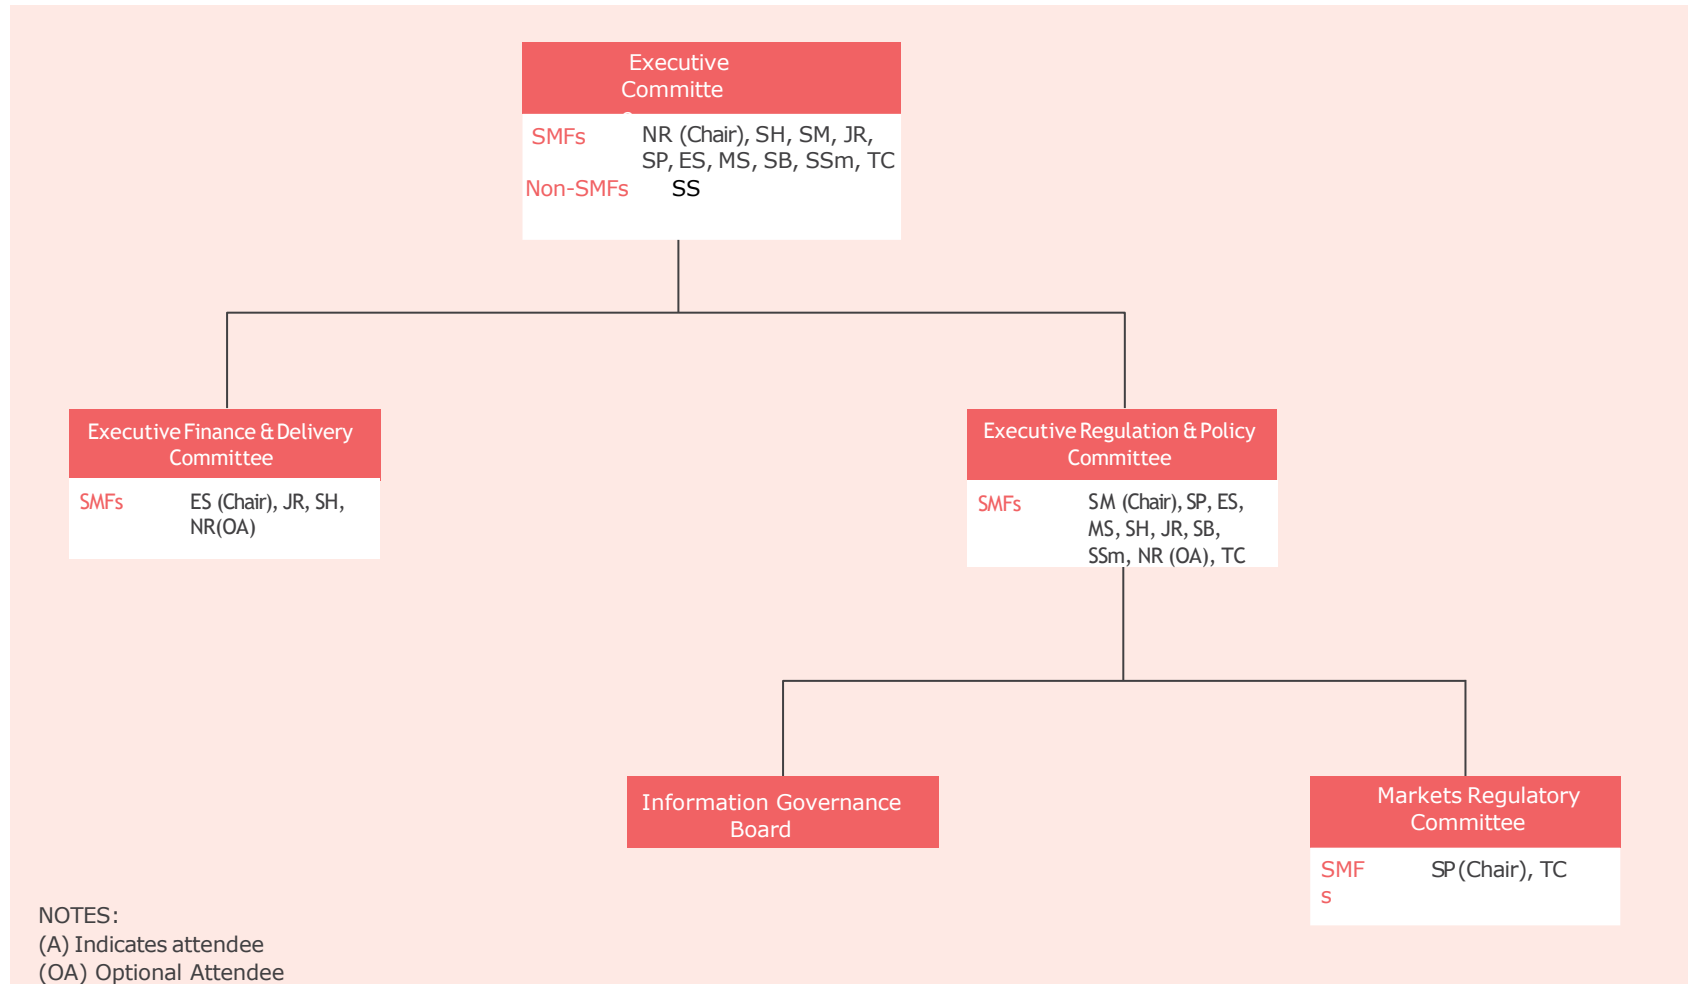 Executive
Committe
SMFs NR (Chair), SH, SM, JR,
SP, ES, MS, SB, SSm, TC
Non-SMFs SS
Executive Finance & Delivery
Committee
SMFs ES (Chair), JR, SH,
NR(OA)
Executive Regulation & Policy
Committee
SMFs SM (Chair), SP, ES,
MS, SH, JR, SB,
SSm, NR (OA), TC
Information Governance
Board
Markets Regulatory
Committee
SMF SP(Chair), TC
s
NOTES:
(A) Indicates attendee
(OA) Optional Attendee